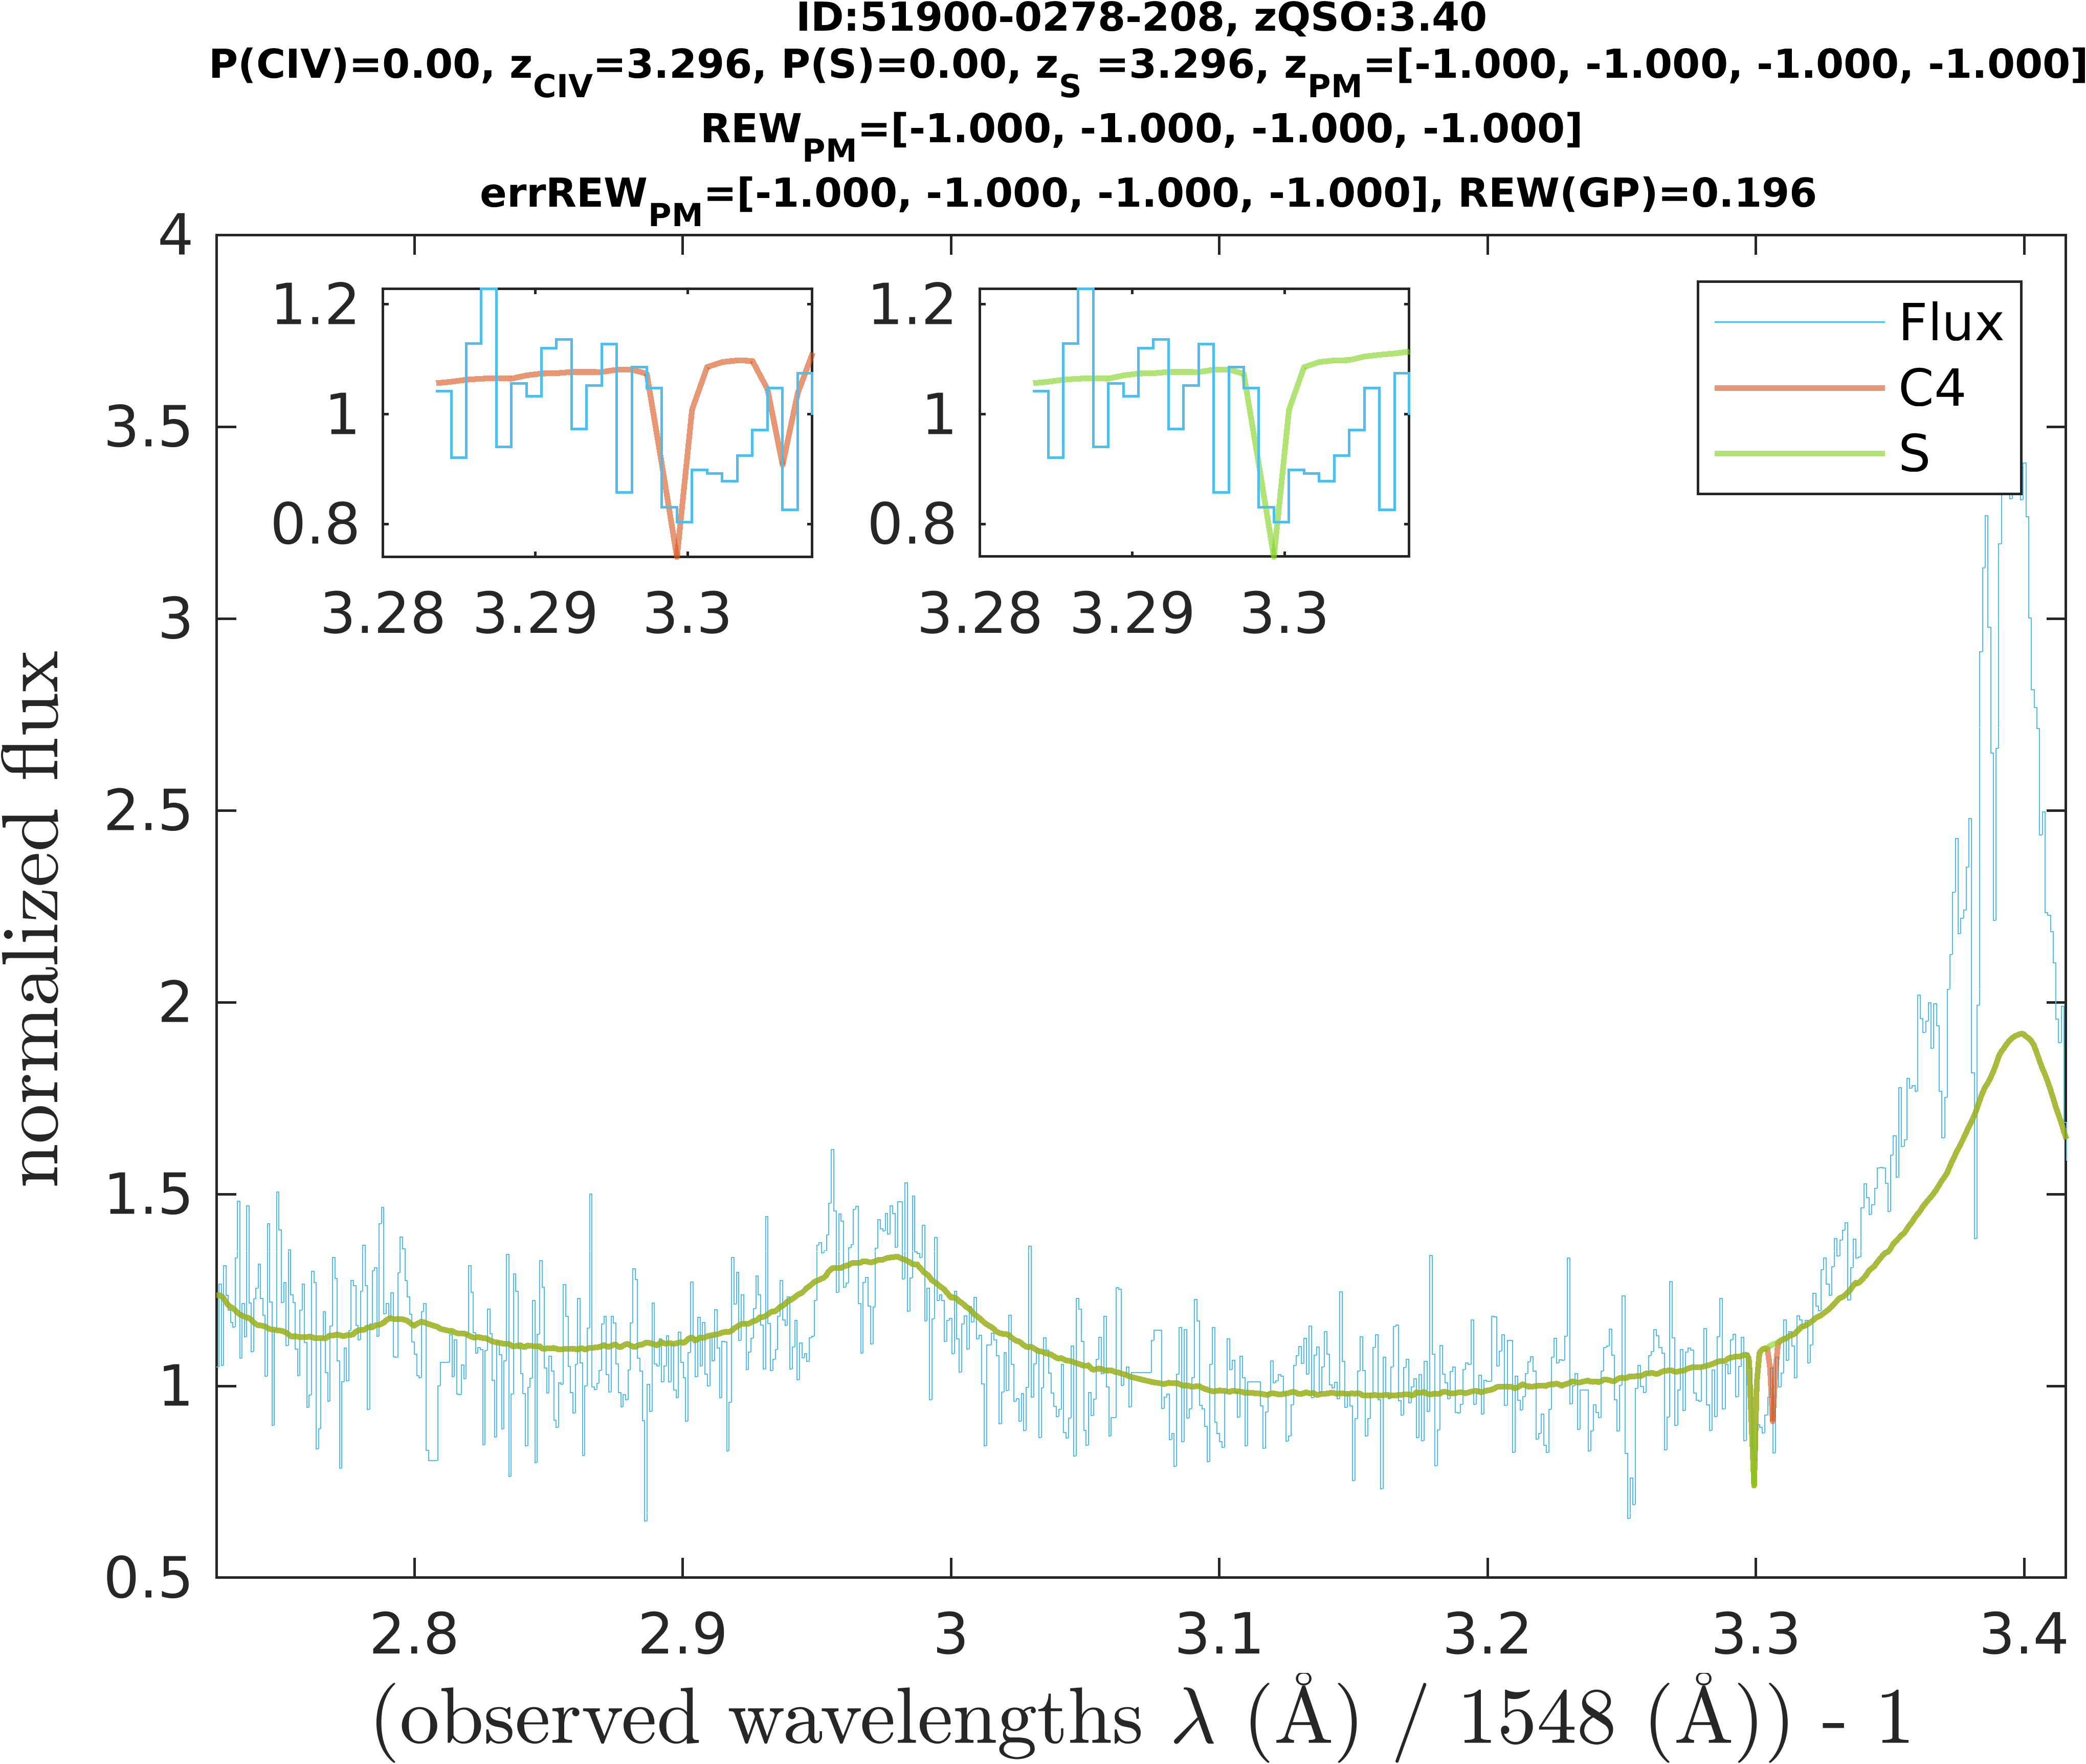 ID:51900-0278-208, zQSO:3.40
P(CIV)=0.00, zCIV=3.296, P(S)=0.00, zS =3.296, zPM=[-1.000, -1.000, -1.000, -1.000]
REWPM=[-1.000, -1.000, -1.000, -1.000]
errREWPM=[-1.000, -1.000, -1.000, -1.000], REW(GP)=0.196
4
3.5
3
2.5
2
1.5
1
0.5
normalized flux
1.2
1
0.8
3.28 3.29 3.3
1.2
1
0.8
3.28 3.29 3.3
Flux
C4
S
2.8 2.9 3 3.1 3.2 3.3 3.4
(observed wavelengths λ (Å) / 1548 (Å)) - 1